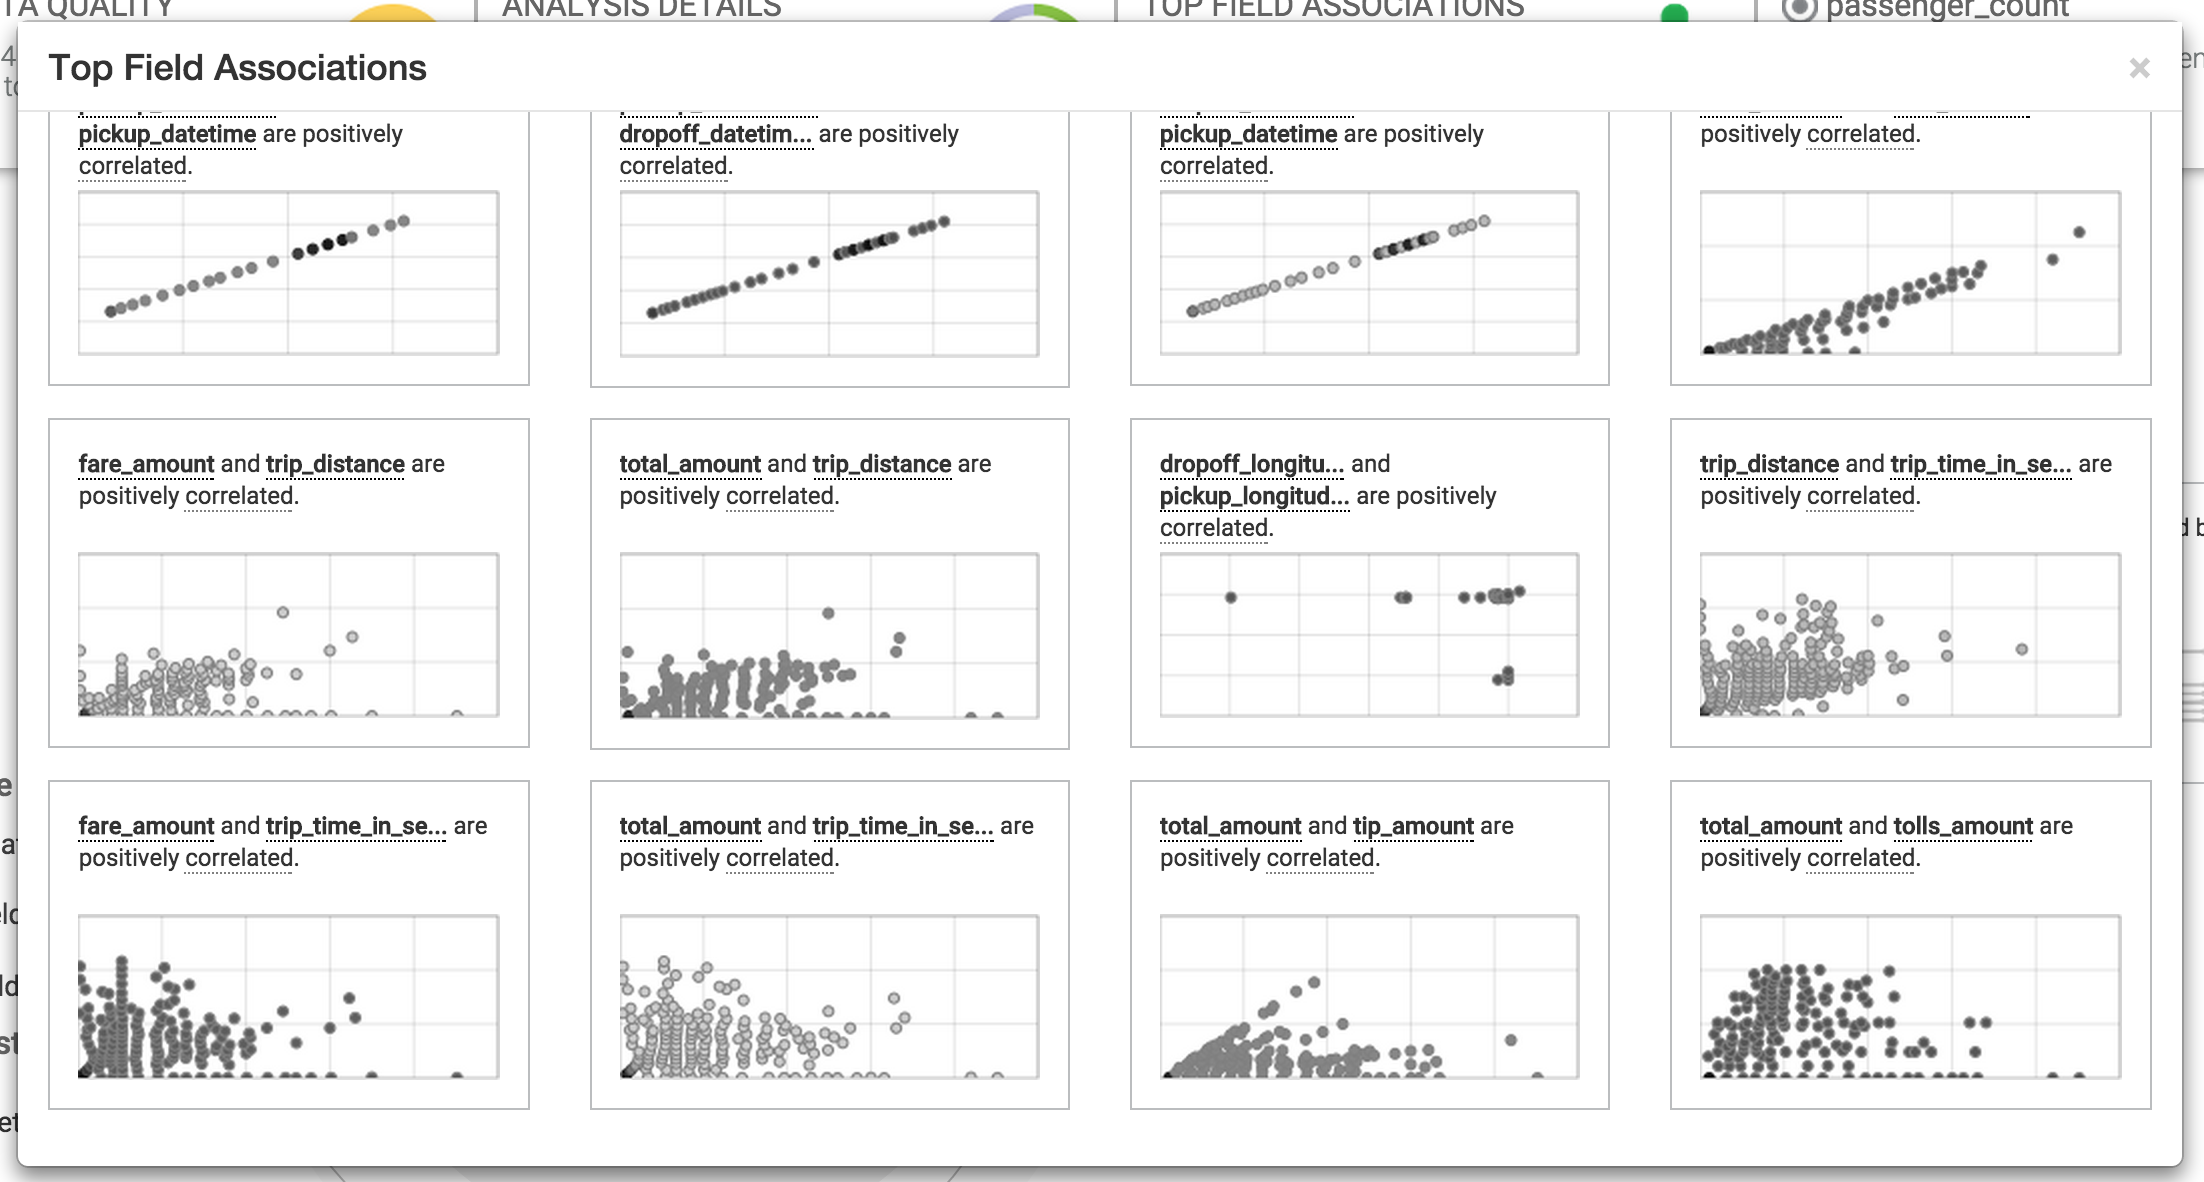 TA QUALITY
ANALYSIS DETAILS
TOP FIELD ASSOCIATIONS
passenger_count
Top Field Associations
×
pickup_datetime are positively
correlated.
dropoff_datetim... are positively
correlated.
pickup_datetime are positively
correlated.
positively correlated.
fare_amount and trip_distance are
positively correlated.
total_amount and trip_distance are
positively correlated.
dropoff_longitu... and
pickup_longitud... are positively
correlated.
trip_distance and trip_time_in_se... are
positively correlated.
fare_amount and trip_time_in_se... are
positively correlated.
total_amount and trip_time_in_se... are
positively correlated.
total_amount and tip_amount are
positively correlated.
total_amount and tolls_amount are
positively correlated.